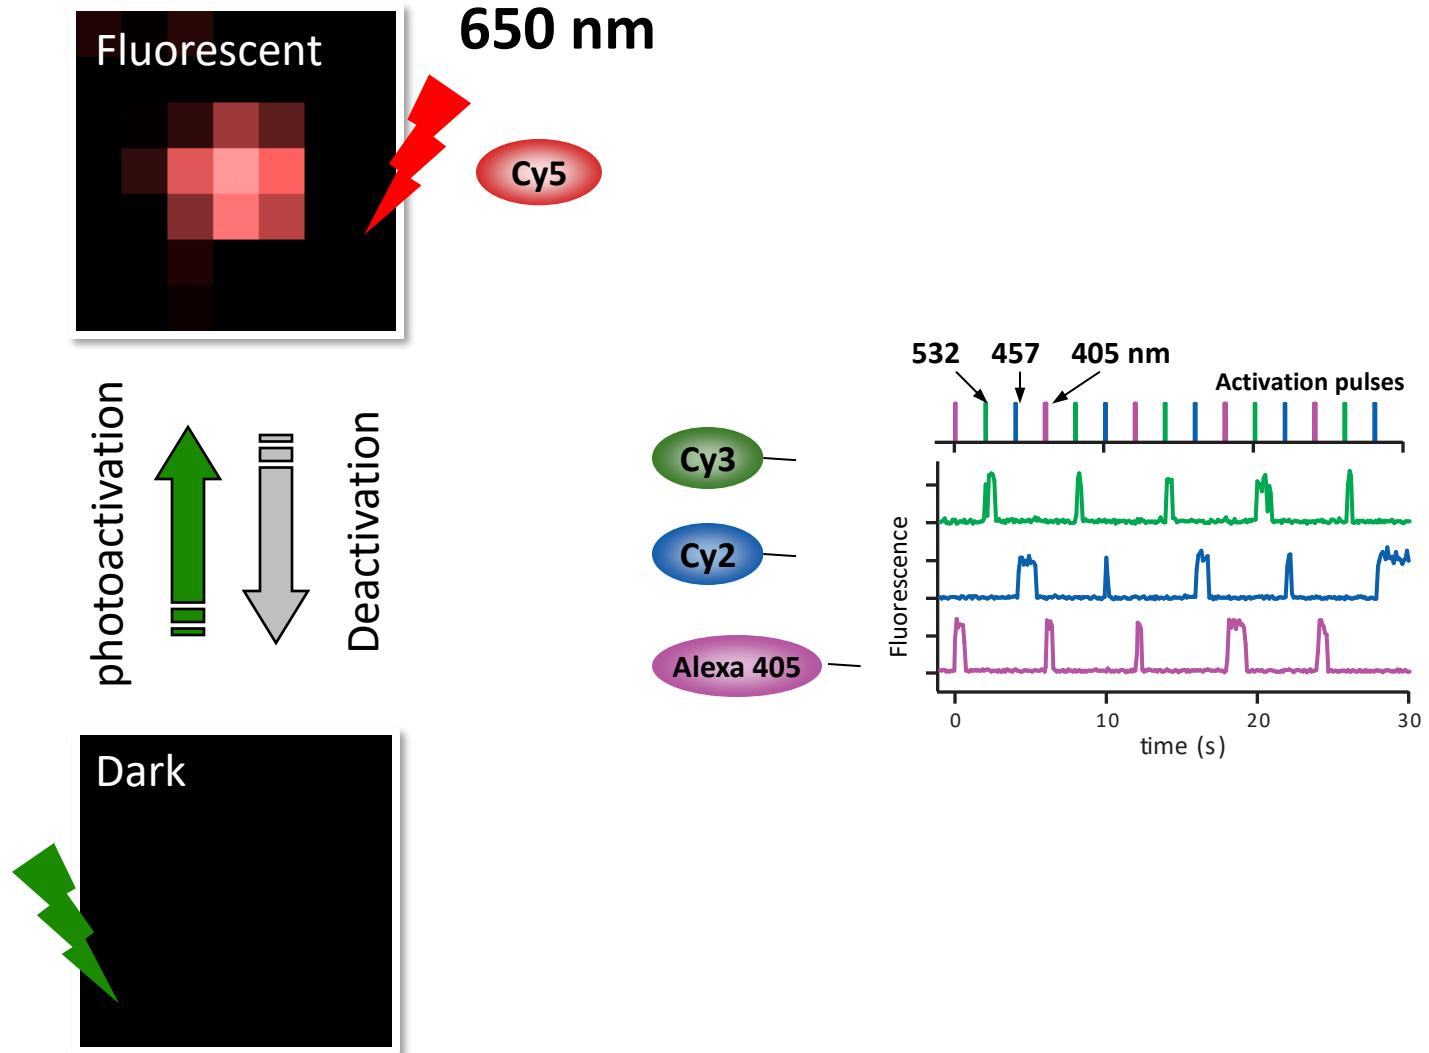 650 nm
Fluorescent
Cy5
photoactivation
Deactivation
Dark
532 457 405 nm
Activation pulses
Cy3
Cy2
Alexa 405
Fluorescence
0 10 20 30
time (s)